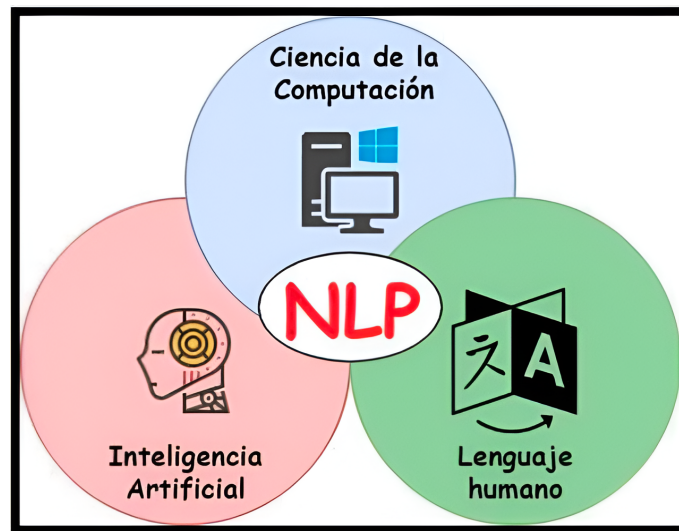 Ciencia de la
Computación
NLP
A
Inteligencia
Artificial
Lenguaje
humano